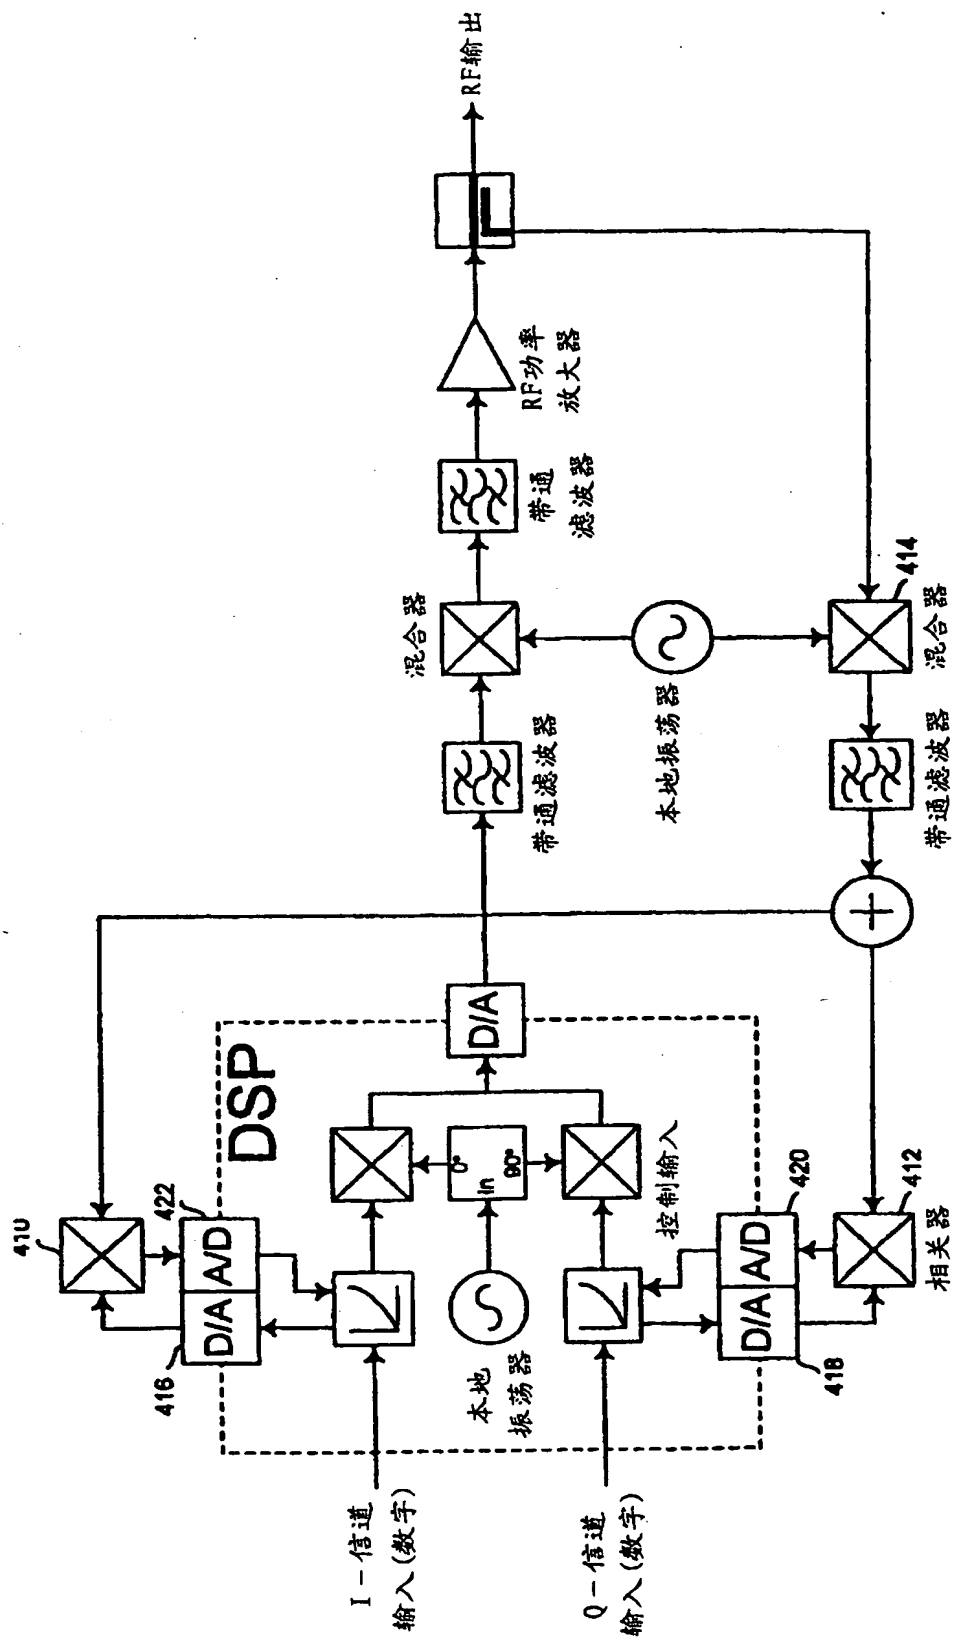 I-信道
输入(数字)
Q-信道
输入(数字)
本地
振荡器
DSP
416
D/A
A/D
422
410
In
0°
90°
控制输入
D/A
A/D
418
420
412
相关器
D/A
带通滤波器
混合器
本地振荡器
带通
滤波器
RF功率
放大器
RF输出
414
混合器
带通滤波器